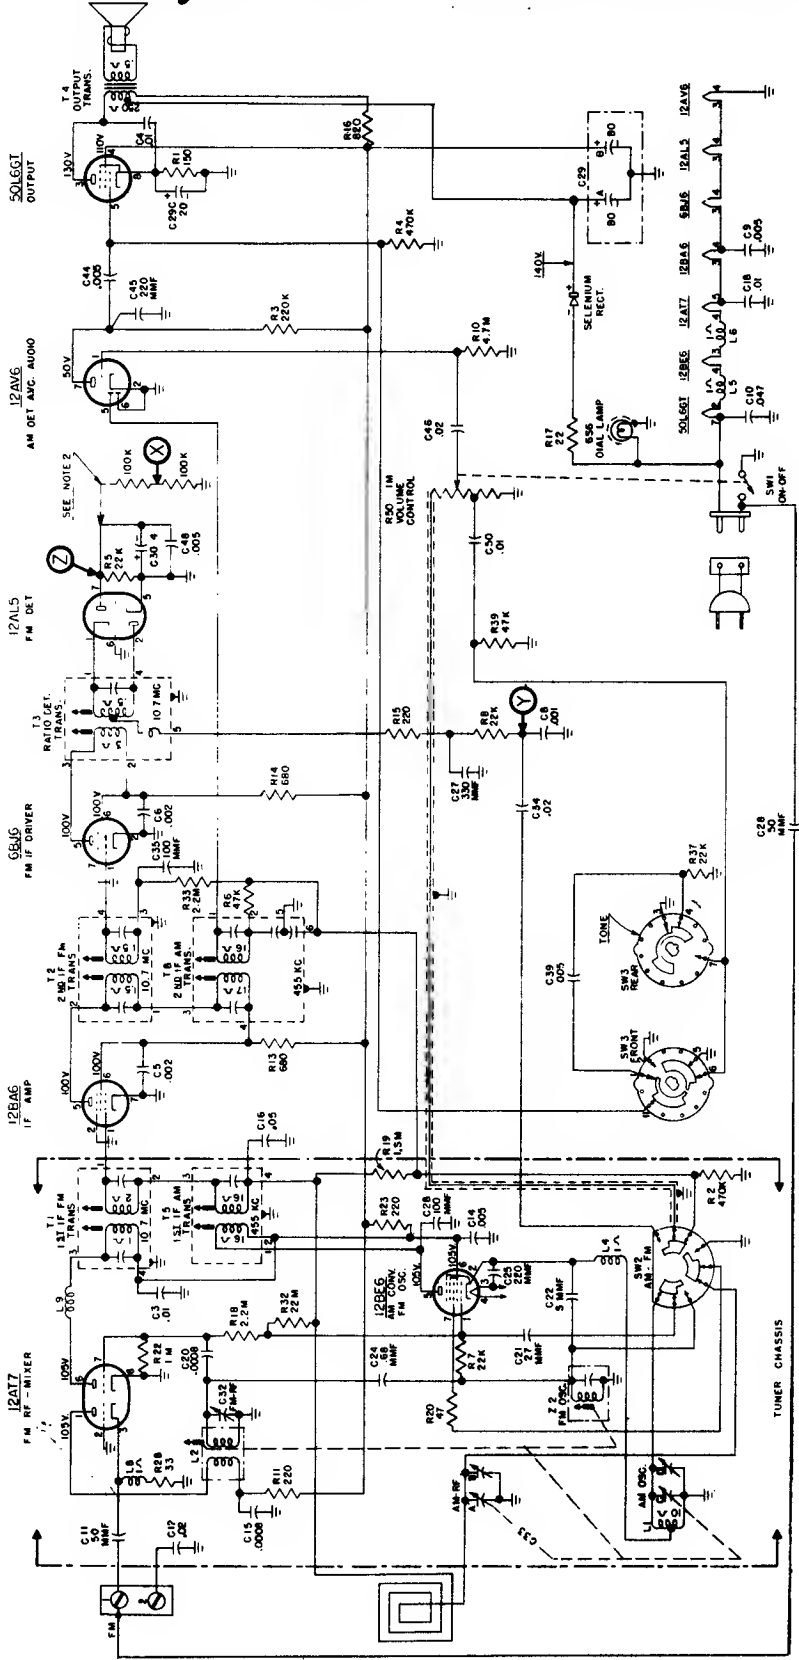 12AT7
FM RF-MIXER
12BA6
IF AMP
6BJ6
FM IF DRIVER
12AL5
FM DET
12AV6
AM DET AVC. AUDIO
50L6GT
OUTPUT
T4
OUTPUT
TRANS.
T1
1ST IF FM
TRANS
10.7 MC
T2
2ND IF FM
TRANS.
10.7 MC
T3
RATIO DET.
TRANS.
10.7 MC
T5
1ST IF AM
TRANS
455 KC
T8
2ND IF AM
TRANS.
455 KC
FM
C11
50
MMF
C12
.02
L8
R28
33
105V
105V
R22
1M
L9
C3
.01
C20
.0008
R18
2.2M
R32
22M
L2
C32
FM-RF
C15
.0008
R11
220
C16
.05
100V
100V
C5
.002
R13
680
100V
100V
C6
.002
C35
100
MMF
R33
2.2M
R6
47K
R14
680
Z
R5
22K
C30 4
C48
.005
SEE NOTE 2
100K
X
100K
50V
C44
.005
C45
220
MMF
R3
220K
130V
110V
C4
.01
R1
150
C29C
20
R16
820
R4
470K
R19
1.5M
R23
220
C28
100
MMF
C14
.005
12BE6
AM CONV.
FM OSC.
105V
105V
C24
.68
MMF
R7
22K
R20
47
C21
27
MMF
C25
220
MMF
C22
5 MMF
L4
Z2
FM OSC.
SW2
AM-FM
R2
470K
AM-RF
A
C33
AM OSC.
L1
TUNER CHASSIS
R15
220
R8
22K
C27
330
MMF
Y
C8
.001
C34
.02
R50 1M
VOLUME
CONTROL
C46
.02
R10
4.7M
C50
.01
R39
47K
SW3
FRONT
C39
.005
TONE
SW3
REAR
R37
22K
C28
50
MMF
140V
SELENIUM
RECT.
C29
A
80
B
80
R17
22
6S6
DIAL LAMP
SW1
ON-OFF
50L6GT
12BE6
12AT7
12BA6
6BJ6
12AL5
12AV6
C10
.047
L5
L6
C18
.01
C9
.005